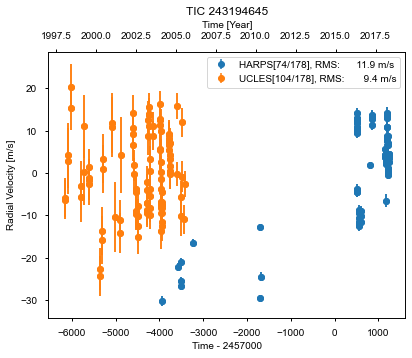 TIC 243194645
Time [Year]
1997.5 2000.0 2002.5 2005.0 2007.5 2010.0 2012.5 2015.0 2017.5
HARPS[74/178], RMS: 11.9 m/s
UCLES[104/178], RMS: 9.4 m/s
Radial Velocity [m/s]
20
10
0
−10
−20
−30
−6000 −5000 −4000 −3000 −2000 −1000 0 1000
Time - 2457000